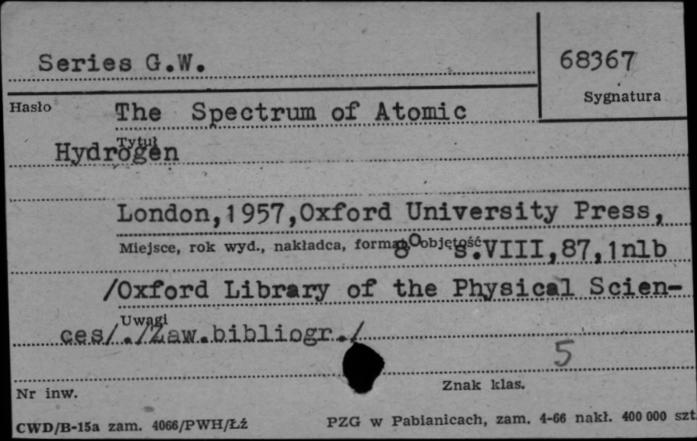 Series G.W.
68367
Sygnatura
Hasło
The Spectrum of Atomic
Tytuł
Hydrogen
London,1957,Oxford University Press,
Miejsce, rok wyd., nakładca, format, objętość
8° s.VIII,87,1nlb
/Oxford Library of the Physical Scien-
Uwagi
ces/./Zaw.bibliogr./
5
Nr inw.
Znak klas.
CWD/B-15a zam. 4066/PWH/Łź
PZG w Pabianicach, zam. 4-66 nakł. 400 000 szt.